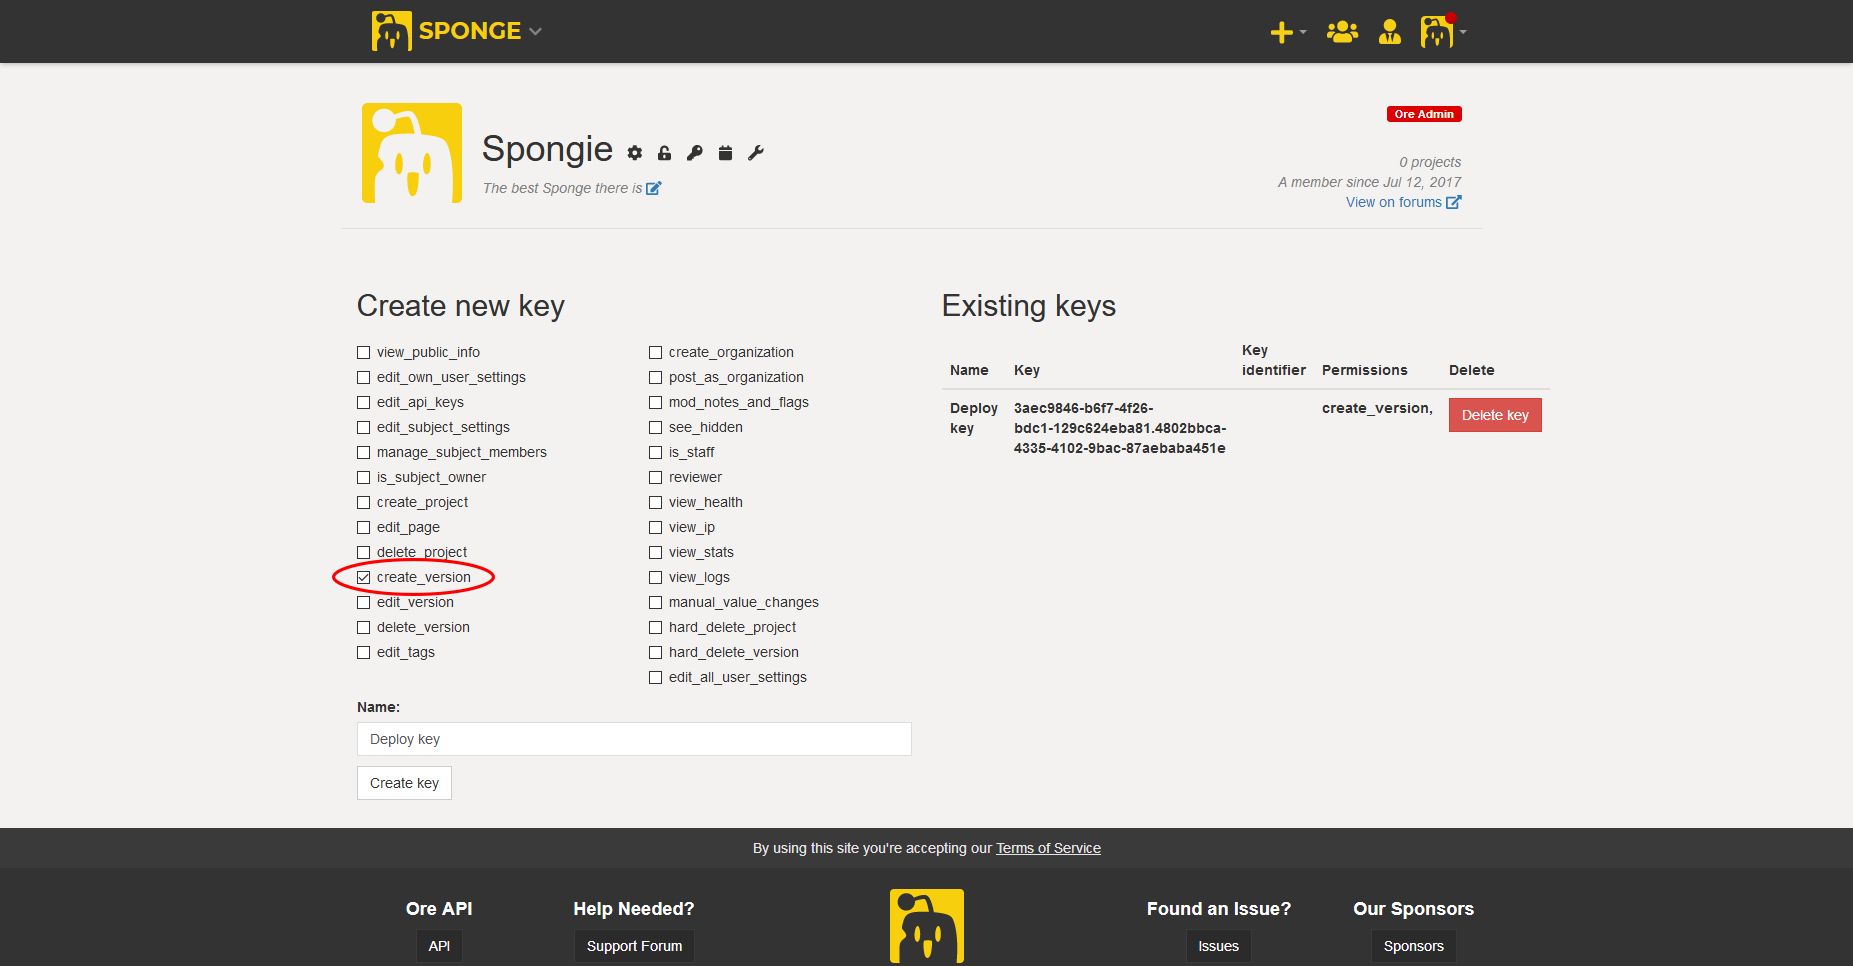 SPONGE
Ore Admin
Spongie
0 projects
The best Sponge there is
A member since Jul 12, 2017
View on forums
Create new key
view_public_info
edit_own_user_settings
edit_api_keys
edit_subject_settings
manage_subject_members
is_subject_owner
create_project
edit_page
delete_project
create_version
edit_version
delete_version
edit_tags
create_organization
post_as_organization
mod_notes_and_flags
see_hidden
is_staff
reviewer
view_health
view_ip
view_stats
view_logs
manual_value_changes
hard_delete_project
hard_delete_version
edit_all_user_settings
Name:
Deploy key
Create key
Existing keys
Name Key Key identifier Permissions Delete
Deploy key
3aec9846-b6f7-4f26-
bdc1-129c624eba81.4802bbca-
4335-4102-9bac-87aebaba451e
create_version,
Delete key
By using this site you're accepting our Terms of Service
Ore API
API
Help Needed?
Support Forum
Found an Issue?
Issues
Our Sponsors
Sponsors